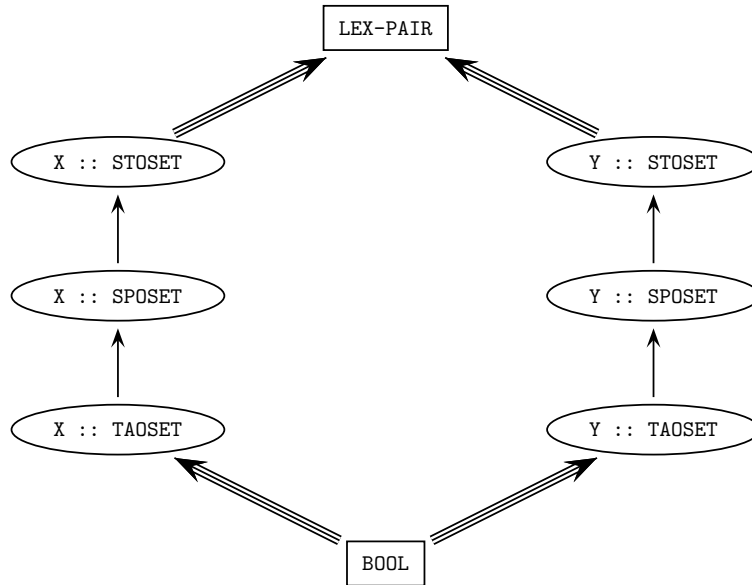 LEX-PAIR
X :: STOSET
Y :: STOSET
X :: SPOSET
Y :: SPOSET
X :: TAOSET
Y :: TAOSET
BOOL